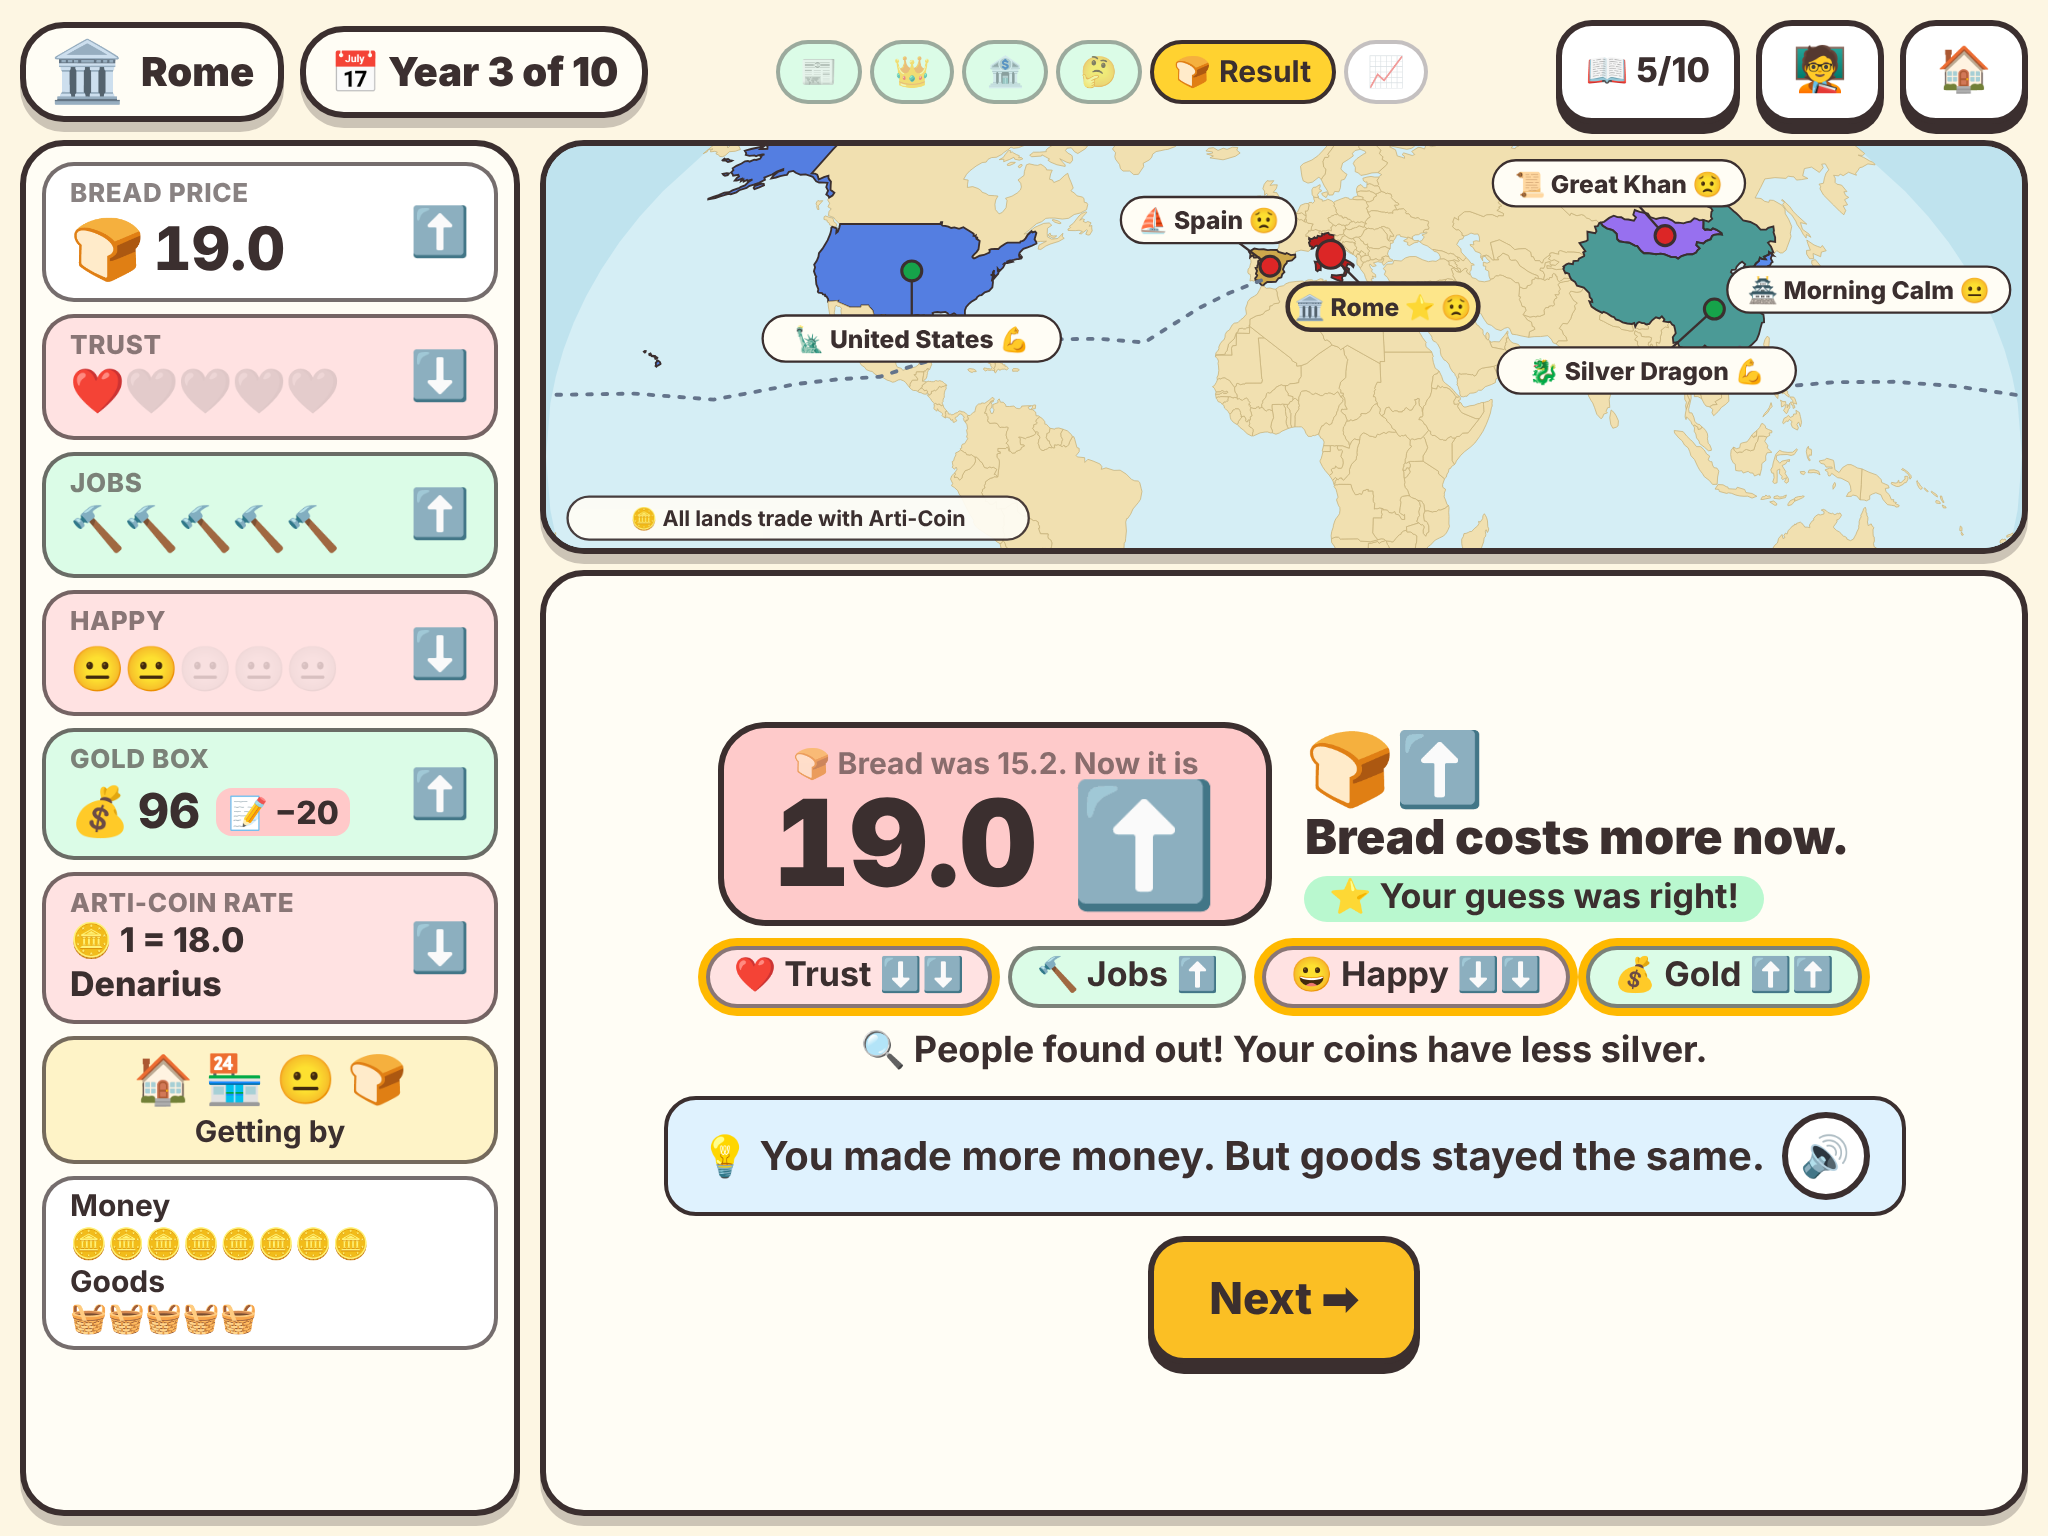 Rome
Year 3 of 10
Result
5/10
BREAD PRICE
19.0
TRUST
JOBS
HAPPY
GOLD BOX
96
−20
ARTI-COIN RATE
1 = 18.0
Denarius
Getting by
Money
Goods
Great Khan
Spain
Rome
Morning Calm
United States
Silver Dragon
All lands trade with Arti-Coin
Bread was 15.2. Now it is
19.0
Bread costs more now.
Your guess was right!
Trust
Jobs
Happy
Gold
People found out! Your coins have less silver.
You made more money. But goods stayed the same.
Next